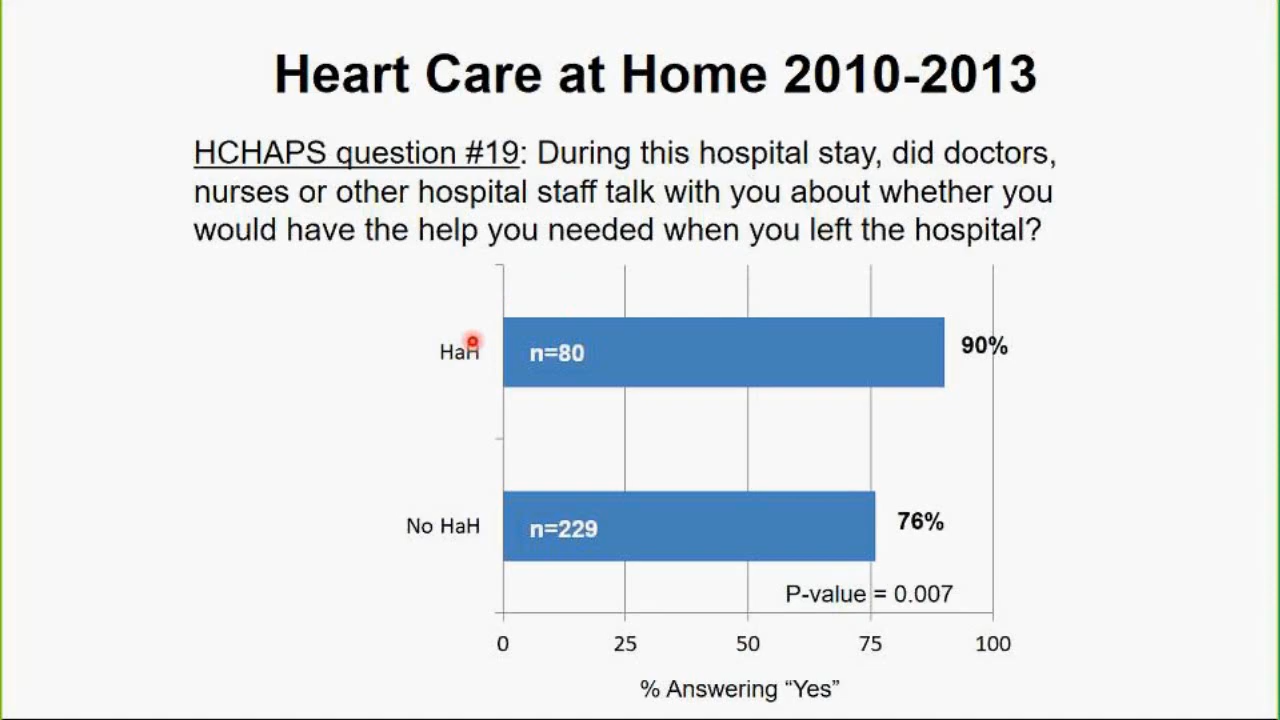 Heart Care at Home 2010-2013
HCHAPS question #19: During this hospital stay, did doctors,
nurses or other hospital staff talk with you about whether you
would have the help you needed when you left the hospital?
HaH
n=80
90%
No HaH
n=229
76%
P-value = 0.007
0 25 50 75 100
% Answering “Yes”